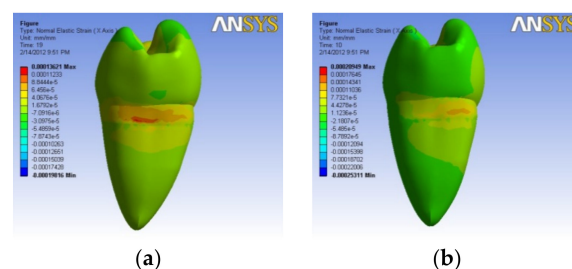 Figure
Type: Normal Elastic Strain ( X Axis )
Unit: mm/mm
Time: 19
2/14/2012 9:51 PM
0.00013621 Max
0.00011233
8.8444e-5
6.456e-5
4.0676e-5
1.6792e-5
-7.0916e-6
-3.0975e-5
-5.4859e-5
-7.8743e-5
-0.00010263
-0.00012651
-0.00015039
-0.00017428
-0.00019816 Min
ANSYS
(a)
Figure
Type: Normal Elastic Strain ( X Axis )
Unit: mm/mm
Time: 10
2/14/2012 9:51 PM
0.00020949 Max
0.00017645
0.00014341
0.00011036
7.7321e-5
4.4278e-5
1.1236e-5
-2.1807e-5
-5.485e-5
-8.7892e-5
-0.00012094
-0.00015398
-0.00018702
-0.00022006
-0.00025311 Min
ANSYS
(b)